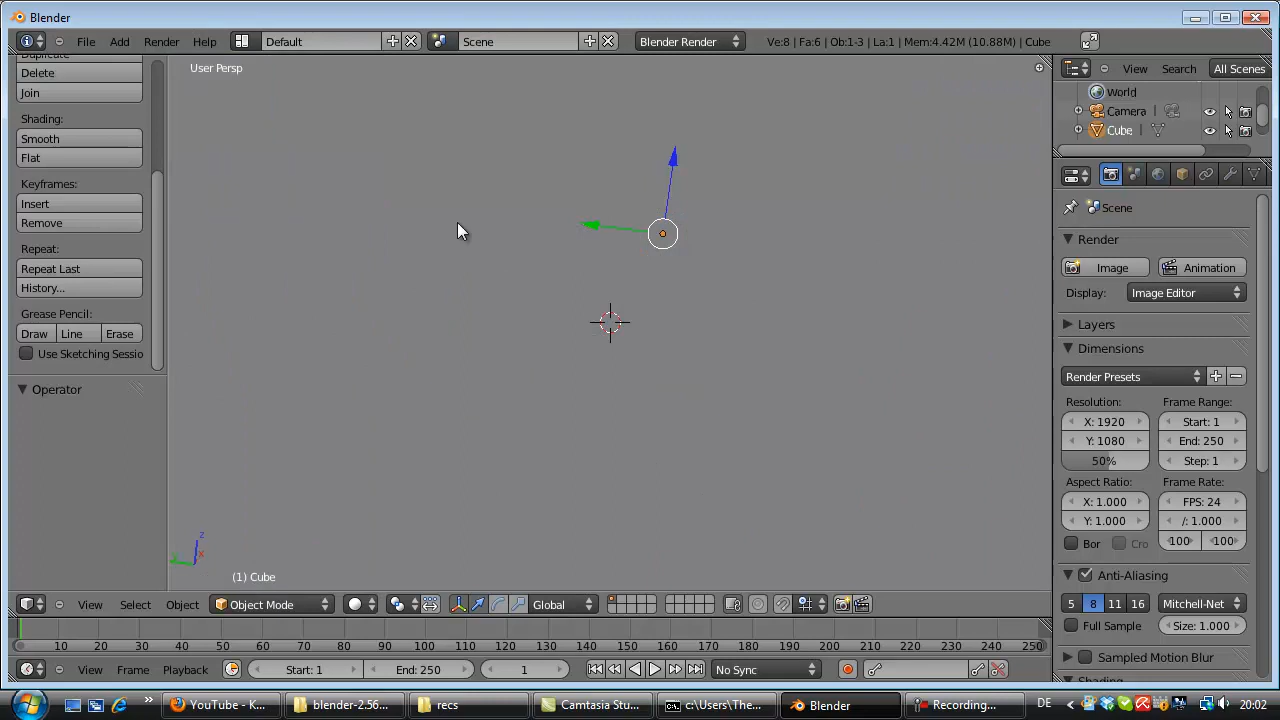 Blender
File Add Render Help Default Scene Blender Render Ve:8 | Fa:6 | Ob:1-3 | La:1 | Mem:4.42M (10.88M) | Cube
Delete
Join
Shading:
Smooth
Flat
Keyframes:
Insert
Remove
Repeat:
Repeat Last
History...
Grease Pencil:
Draw Line Erase
Use Sketching Sessio
Operator
User Persp
z
y
x
(1) Cube
View Search All Scenes
World
Camera
Cube
Scene
Render
Image Animation
Display: Image Editor
Layers
Dimensions
Render Presets
Resolution: Frame Range:
X: 1920 Start: 1
Y: 1080 End: 250
50% Step: 1
Aspect Ratio: Frame Rate:
X: 1.000 FPS: 24
Y: 1.000 /: 1.000
Bor Cro 100 100
Anti-Aliasing
5 8 11 16 Mitchell-Net
Full Sample Size: 1.000
Sampled Motion Blur
View Select Object Object Mode Global
0 10 20 30 40 50 60 70 80 90 100 110 120 130 140 150 160 170 180 190 200 210 220 230 240 250
View Frame Playback Start: 1 End: 250 1 No Sync
YouTube - K... blender-2.56... Pics Camtasia Stu... c:\Users\The... Blender Recording... DE 20:02